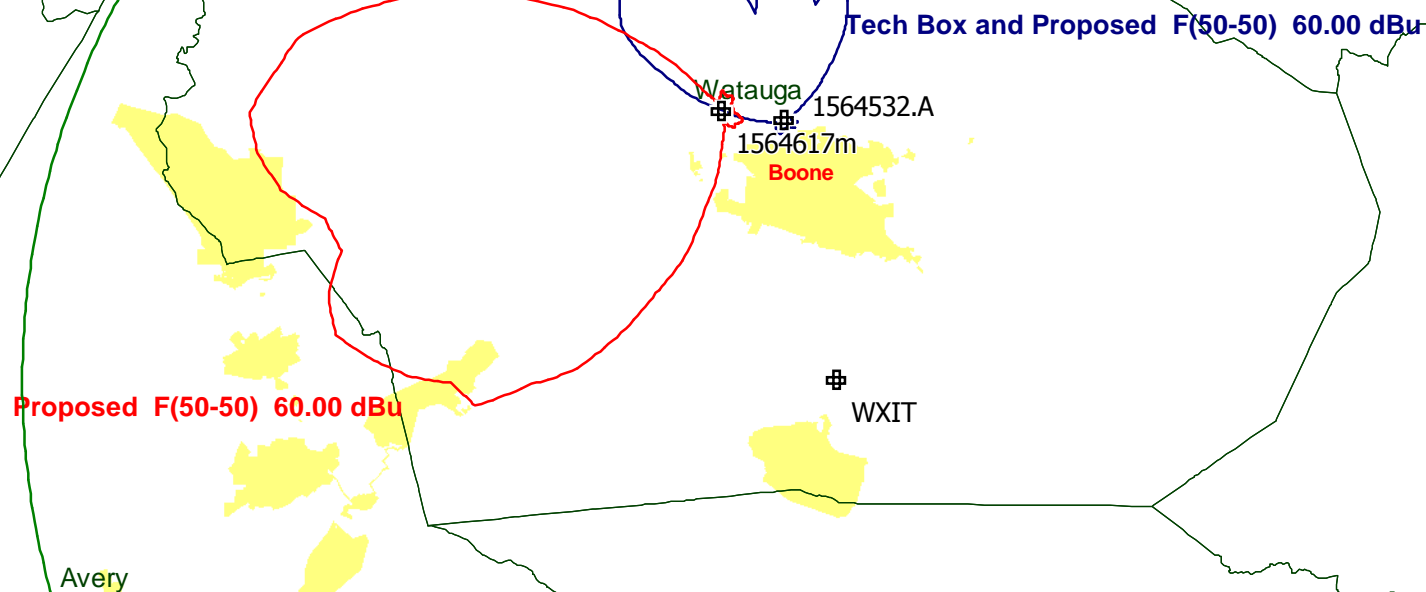 Tech Box and Proposed F(50-50) 60.00 dBu
Watauga
1564532.A
1564617m
Boone
Proposed F(50-50) 60.00 dBu
WXIT
Avery